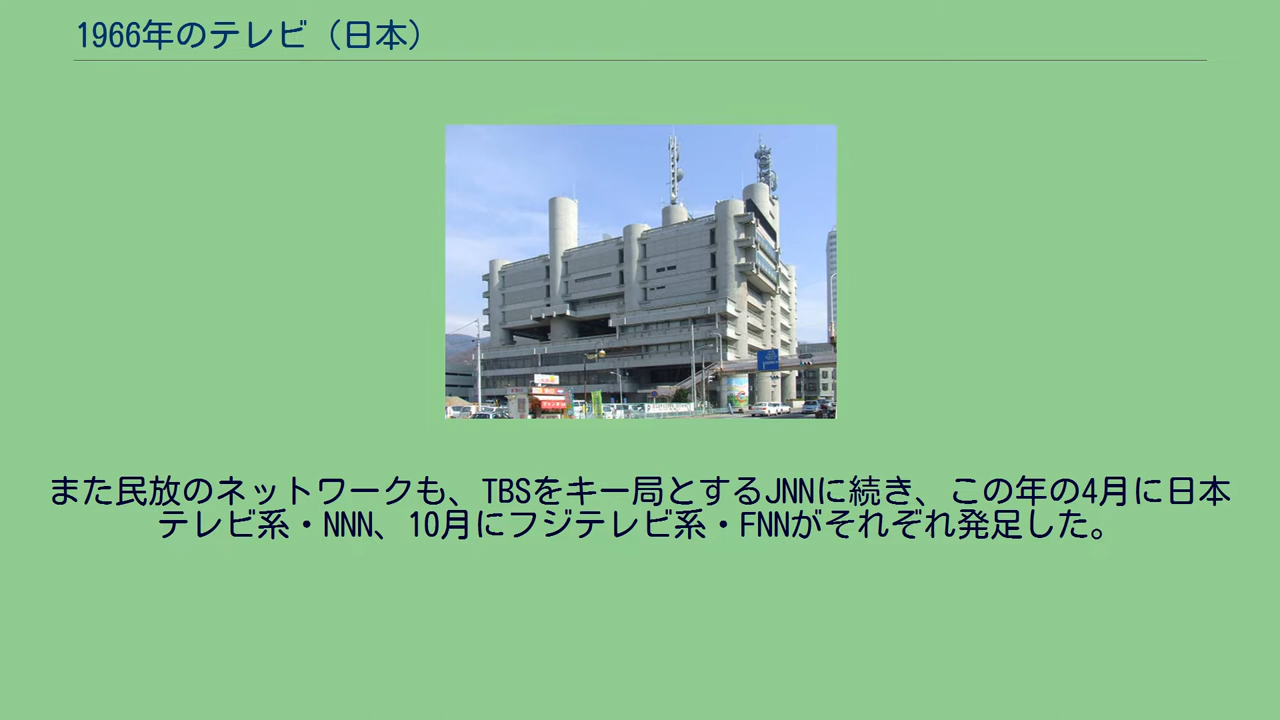 1966年のテレビ（日本）
また民放のネットワークも、TBSをキー局とするJNNに続き、この年の4月に日本
テレビ系・NNN、10月にフジテレビ系・FNNがそれぞれ発足した。